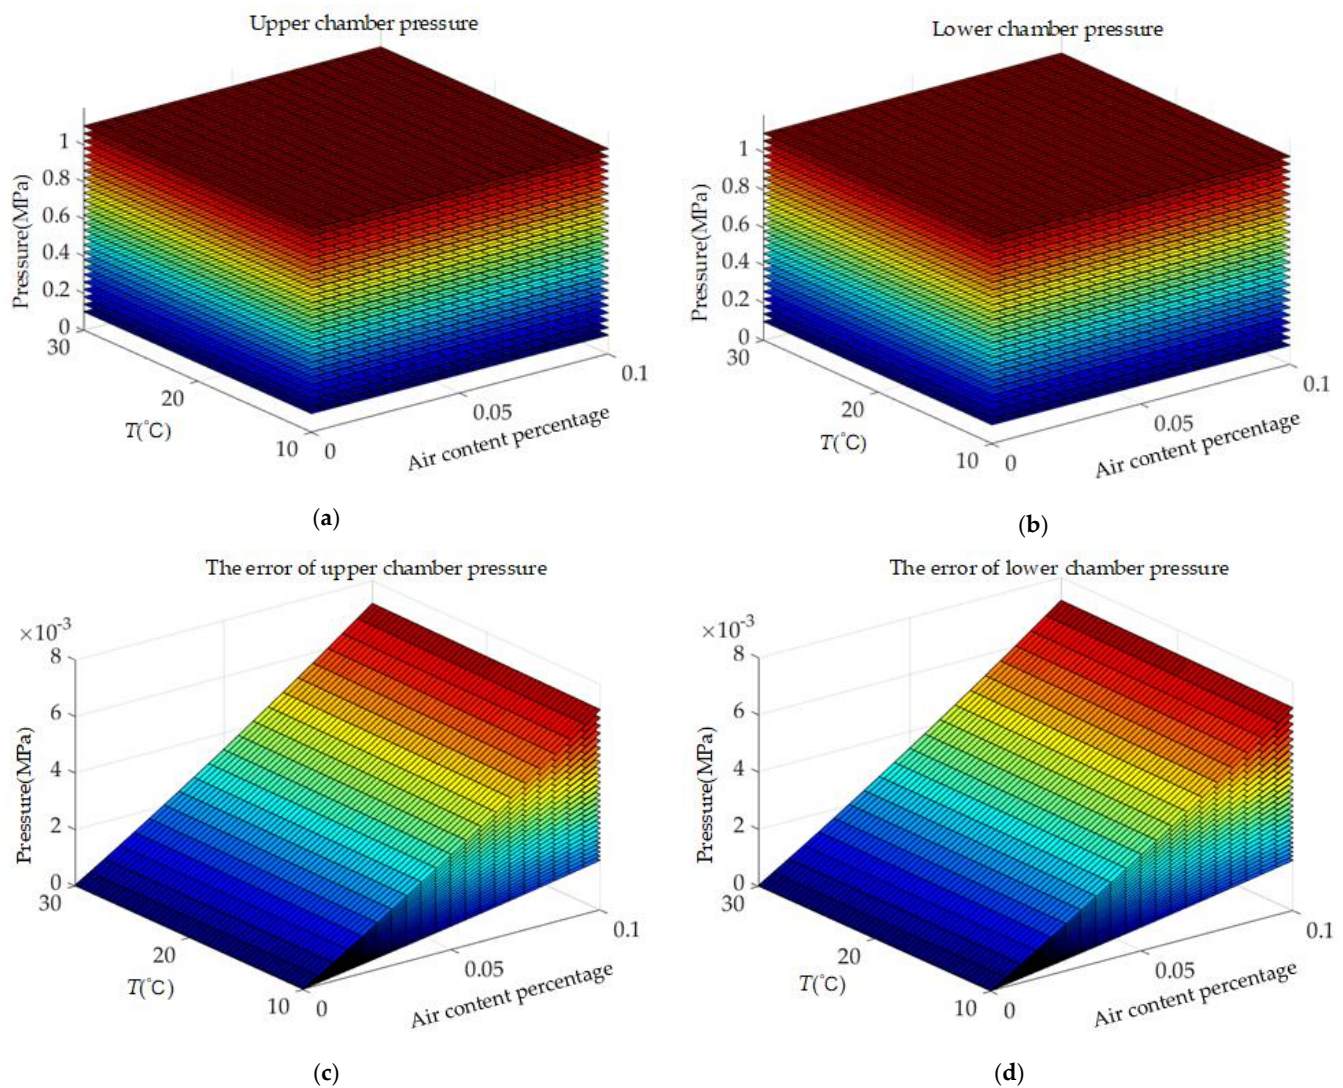 Upper chamber pressure
Pressure(MPa)
1
0.8
0.6
0.4
0.2
0
30
20
10
T(°C)
0
0.05
0.1
Air content percentage
(a)
Lower chamber pressure
Pressure(MPa)
1
0.8
0.6
0.4
0.2
0
30
20
10
T(°C)
0
0.05
0.1
Air content percentage
(b)
The error of upper chamber pressure
×10⁻³
Pressure(MPa)
8
6
4
2
0
30
20
10
T(°C)
0
0.05
0.1
Air content percentage
(c)
The error of lower chamber pressure
×10⁻³
Pressure(MPa)
8
6
4
2
0
30
20
10
T(°C)
0
0.05
0.1
Air content percentage
(d)